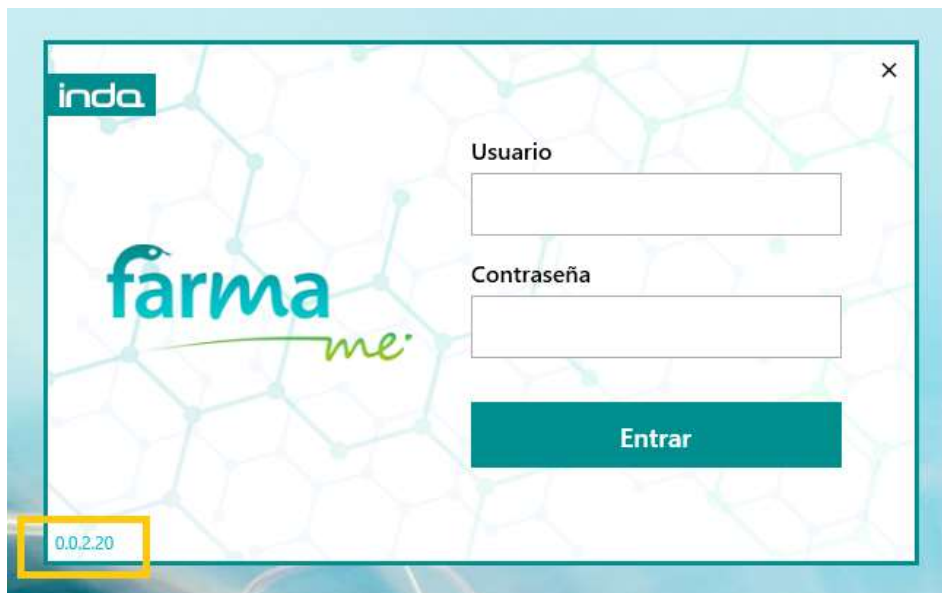 inda
×
Usuario
Contraseña
farma
me
Entrar
0.0.2.20